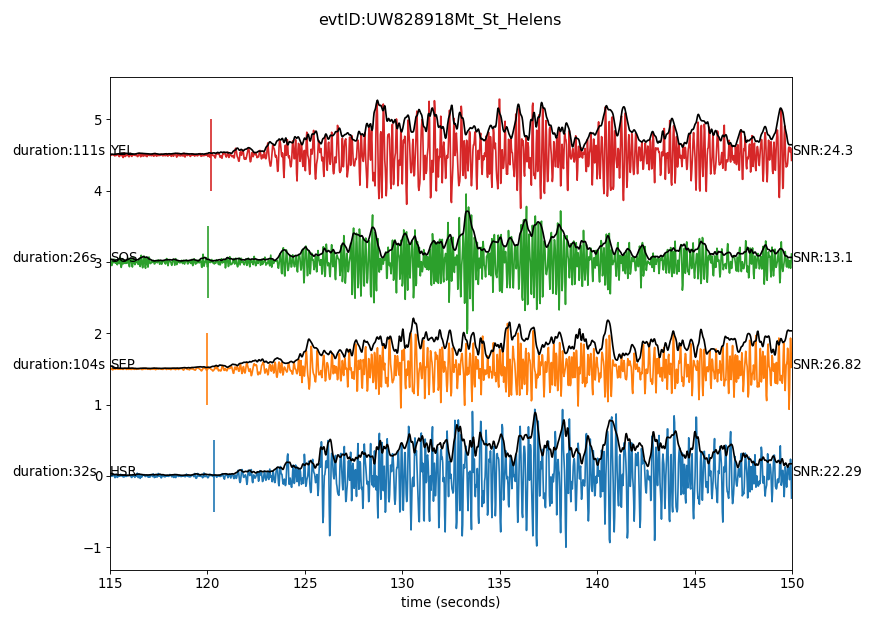 evtID:UW828918Mt_St_Helens
5
duration:111s YEL SNR:24.3
4
duration:26s SOS SNR:13.1
3
2
duration:104s SEP SNR:26.82
1
duration:32s HSR SNR:22.29
0
−1
115 120 125 130 135 140 145 150
time (seconds)